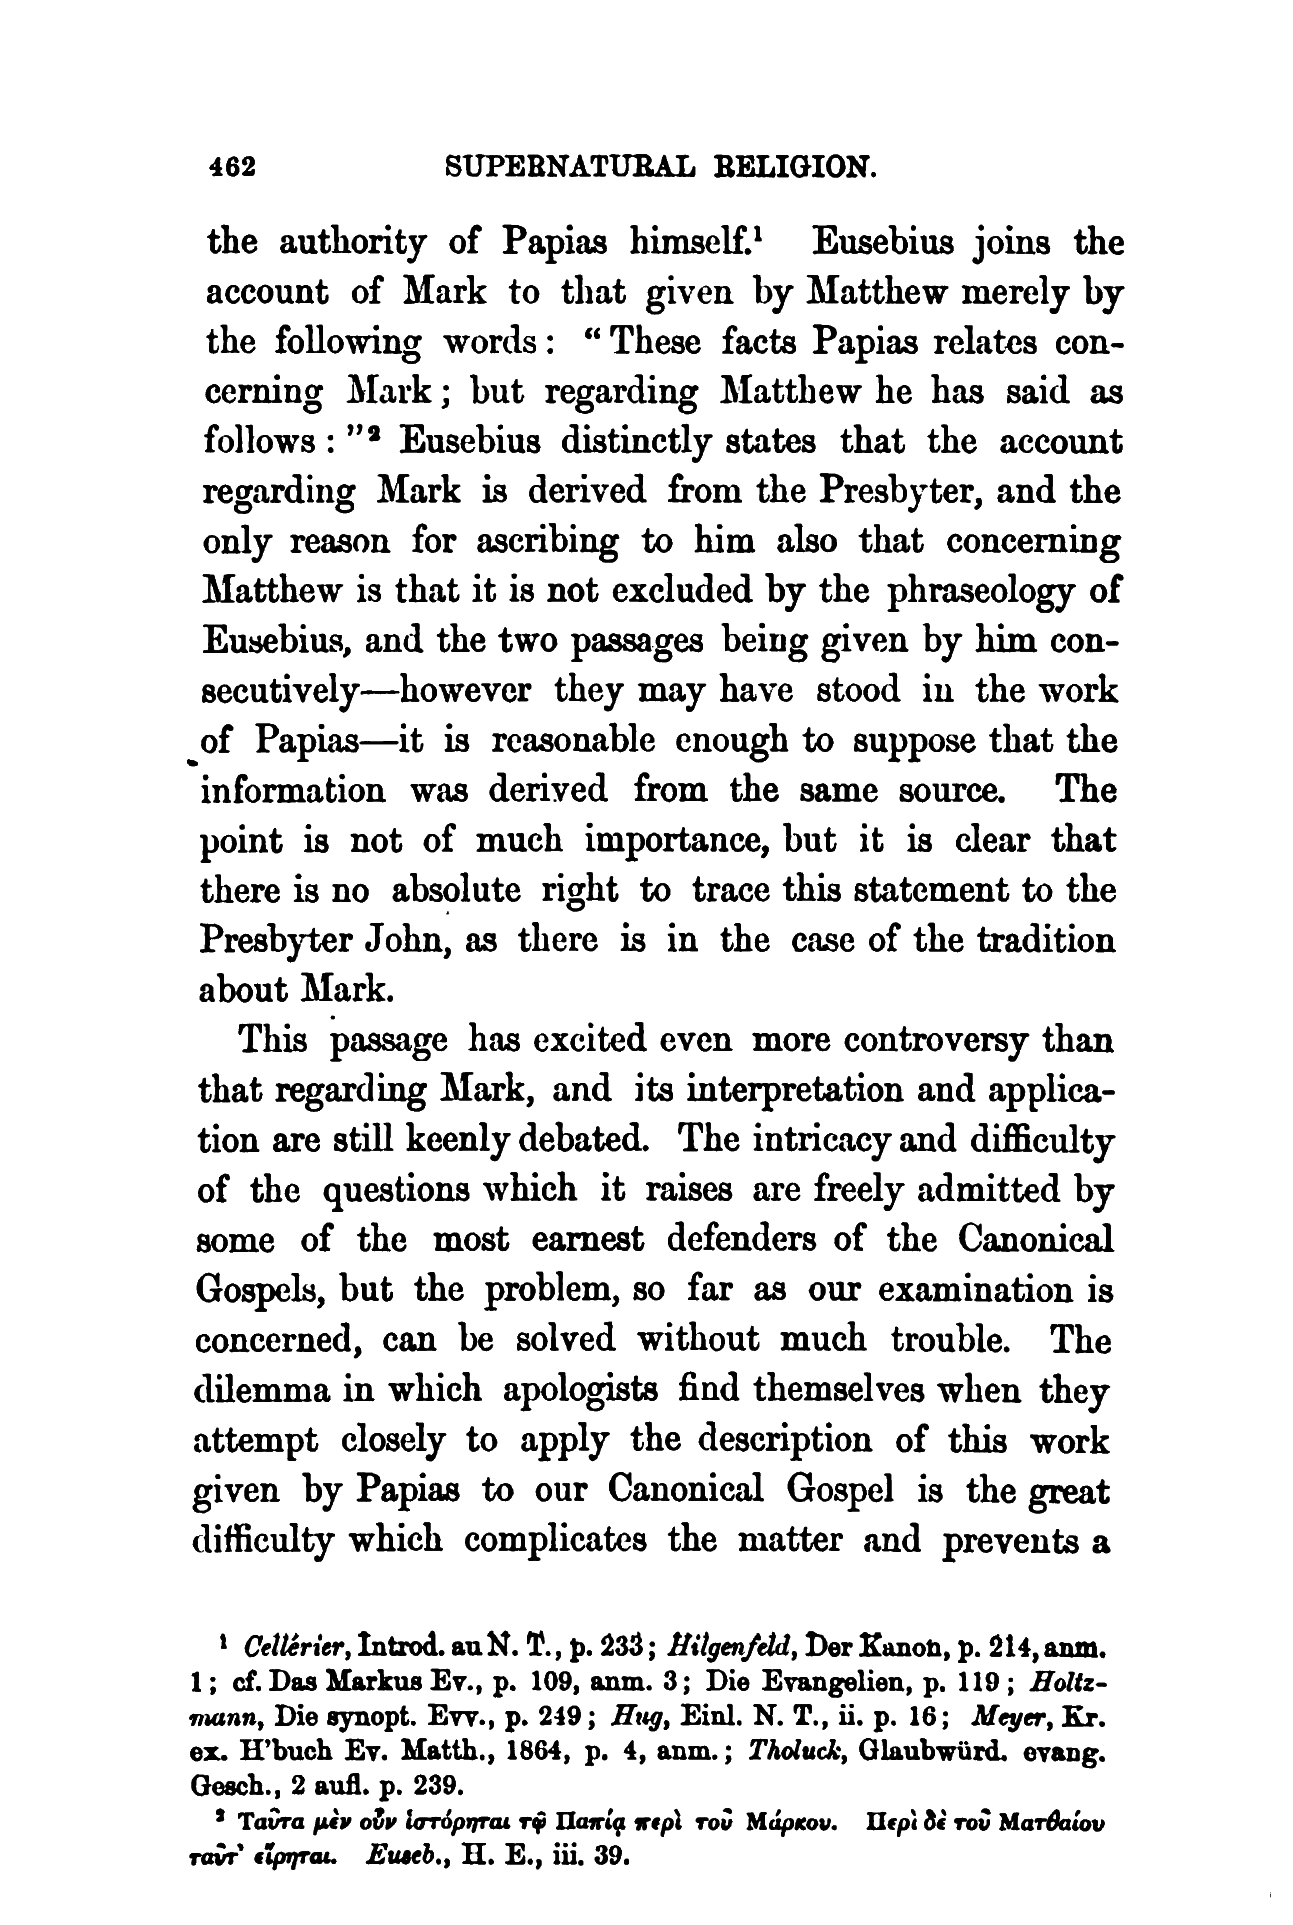 462 SUPERNATURAL RELIGION.
the authority of Papias himself.¹ Eusebius joins the
account of Mark to that given by Matthew merely by
the following words: “These facts Papias relates con-
cerning Mark; but regarding Matthew he has said as
follows:”² Eusebius distinctly states that the account
regarding Mark is derived from the Presbyter, and the
only reason for ascribing to him also that concerning
Matthew is that it is not excluded by the phraseology of
Eusebius, and the two passages being given by him con-
secutively—however they may have stood in the work
of Papias—it is reasonable enough to suppose that the
information was derived from the same source. The
point is not of much importance, but it is clear that
there is no absolute right to trace this statement to the
Presbyter John, as there is in the case of the tradition
about Mark.
This passage has excited even more controversy than
that regarding Mark, and its interpretation and applica-
tion are still keenly debated. The intricacy and difficulty
of the questions which it raises are freely admitted by
some of the most earnest defenders of the Canonical
Gospels, but the problem, so far as our examination is
concerned, can be solved without much trouble. The
dilemma in which apologists find themselves when they
attempt closely to apply the description of this work
given by Papias to our Canonical Gospel is the great
difficulty which complicates the matter and prevents a
¹ Cellérier, Introd. au N. T., p. 233; Hilgenfeld, Der Kanon, p. 214, anm.
1; cf. Das Markus Ev., p. 109, anm. 3; Die Evangelien, p. 119; Holtz-
mann, Die synopt. Evv., p. 249; Hug, Einl. N. T., ii. p. 16; Meyer, Kr.
ex. H'buch Ev. Matth., 1864, p. 4, anm.; Tholuck, Glaubwürd. evang.
Gesch., 2 aufl. p. 239.
² Ταῦτα μὲν οὖν ἱστόρηται τῷ Παπίᾳ περὶ τοῦ Μάρκου. Περὶ δὲ τοῦ Ματθαίου
ταῦτ' εἴρηται. Euseb., H. E., iii. 39.